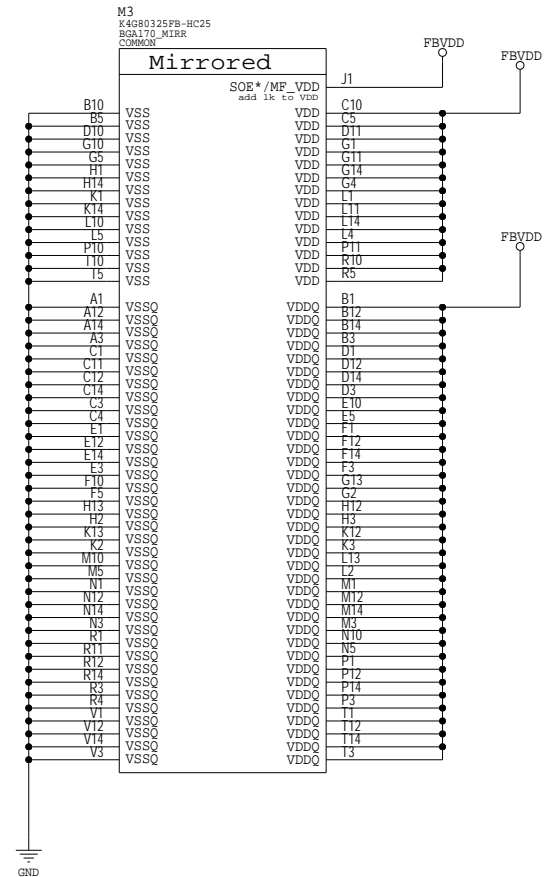 M3
K4G80325FB-HC25
BGA170_MIRR
COMMON
Mirrored
FBVDD
FBVDD
SOE*/MF_VDD J1
add 1k to VDD
B10 VSS VDD C10
B5 VSS VDD C5
D10 VSS VDD D11
G10 VSS VDD G1
G5 VSS VDD G11
H1 VSS VDD G14
H14 VSS VDD G4
K1 VSS VDD L1
K14 VSS VDD L11
L10 VSS VDD L14
L5 VSS VDD L4
P10 VSS VDD P11
T10 VSS VDD R10
T5 VSS VDD R5
FBVDD
A1 VSSQ VDDQ B1
A12 VSSQ VDDQ B12
A14 VSSQ VDDQ B14
A3 VSSQ VDDQ B3
C1 VSSQ VDDQ D1
C11 VSSQ VDDQ D12
C12 VSSQ VDDQ D14
C14 VSSQ VDDQ D3
C3 VSSQ VDDQ E10
C4 VSSQ VDDQ E5
E1 VSSQ VDDQ F1
E12 VSSQ VDDQ F12
E14 VSSQ VDDQ F14
E3 VSSQ VDDQ F3
F10 VSSQ VDDQ G13
F5 VSSQ VDDQ G2
H13 VSSQ VDDQ H12
H2 VSSQ VDDQ H3
K13 VSSQ VDDQ K12
K2 VSSQ VDDQ K3
M10 VSSQ VDDQ L13
M5 VSSQ VDDQ L2
N1 VSSQ VDDQ M1
N12 VSSQ VDDQ M12
N14 VSSQ VDDQ M14
N3 VSSQ VDDQ M3
R1 VSSQ VDDQ N10
R11 VSSQ VDDQ N5
R12 VSSQ VDDQ P1
R14 VSSQ VDDQ P12
R3 VSSQ VDDQ P14
R4 VSSQ VDDQ P3
V1 VSSQ VDDQ T1
V12 VSSQ VDDQ T12
V14 VSSQ VDDQ T14
V3 VSSQ VDDQ T3
GND